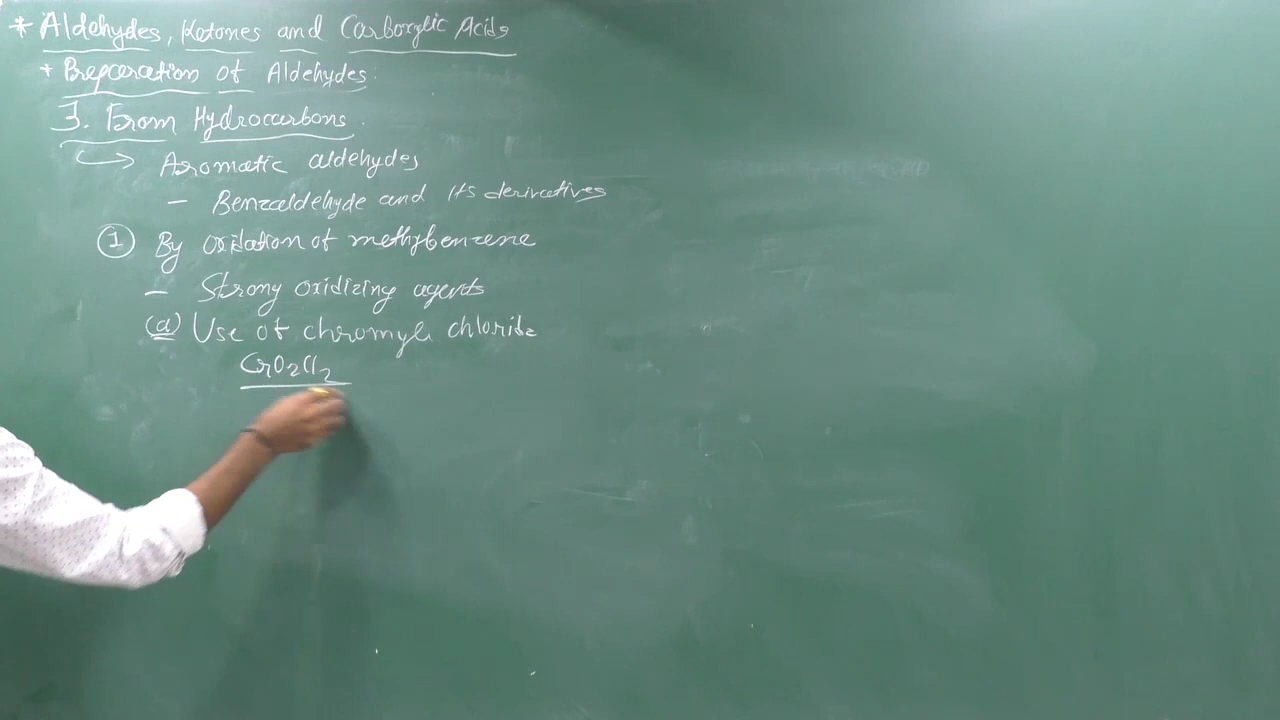 * Aldehydes, Ketones and Carboxylic Acids
+ Preparation of Aldehydes:
3. From Hydrocarbons.
Aromatic aldehydes
- Benzaldehyde and its derivatives
① By oxidation of methylbenzene
- Strong oxidizing agents
(a) Use of chromyl chloride
CrO2Cl2